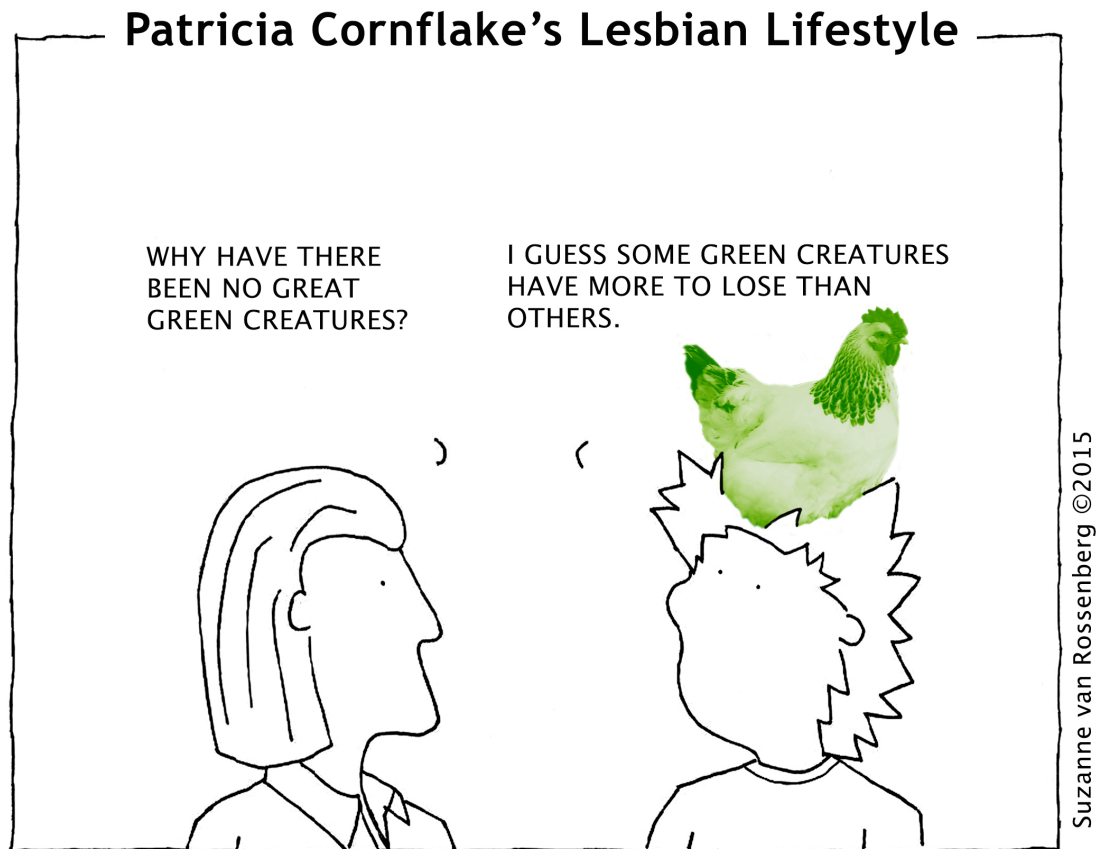 Patricia Cornflake's Lesbian Lifestyle
WHY HAVE THERE
BEEN NO GREAT
GREEN CREATURES?
I GUESS SOME GREEN CREATURES
HAVE MORE TO LOSE THAN
OTHERS.
Suzanne van Rossenberg ©2015